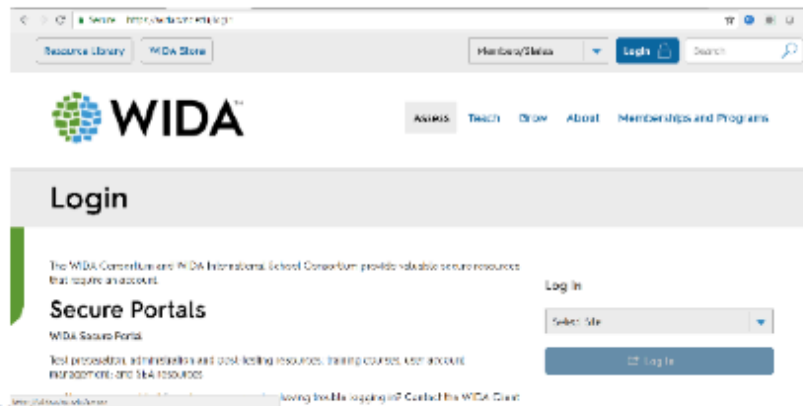 Secure
Resource Library WIDA Store Members/States Login Search
WIDA
Assess Teach Grow About Memberships and Programs
Login
The WIDA Consortium and WIDA International School Consortium provide valuable secure resources
that require an account.
Log In
Secure Portals
Select Site
WIDA Secure Portal
Log In
Test preparation, administration and post-testing resources, training courses, user account
management, and SEA resources
having trouble logging in? Contact the WIDA Client